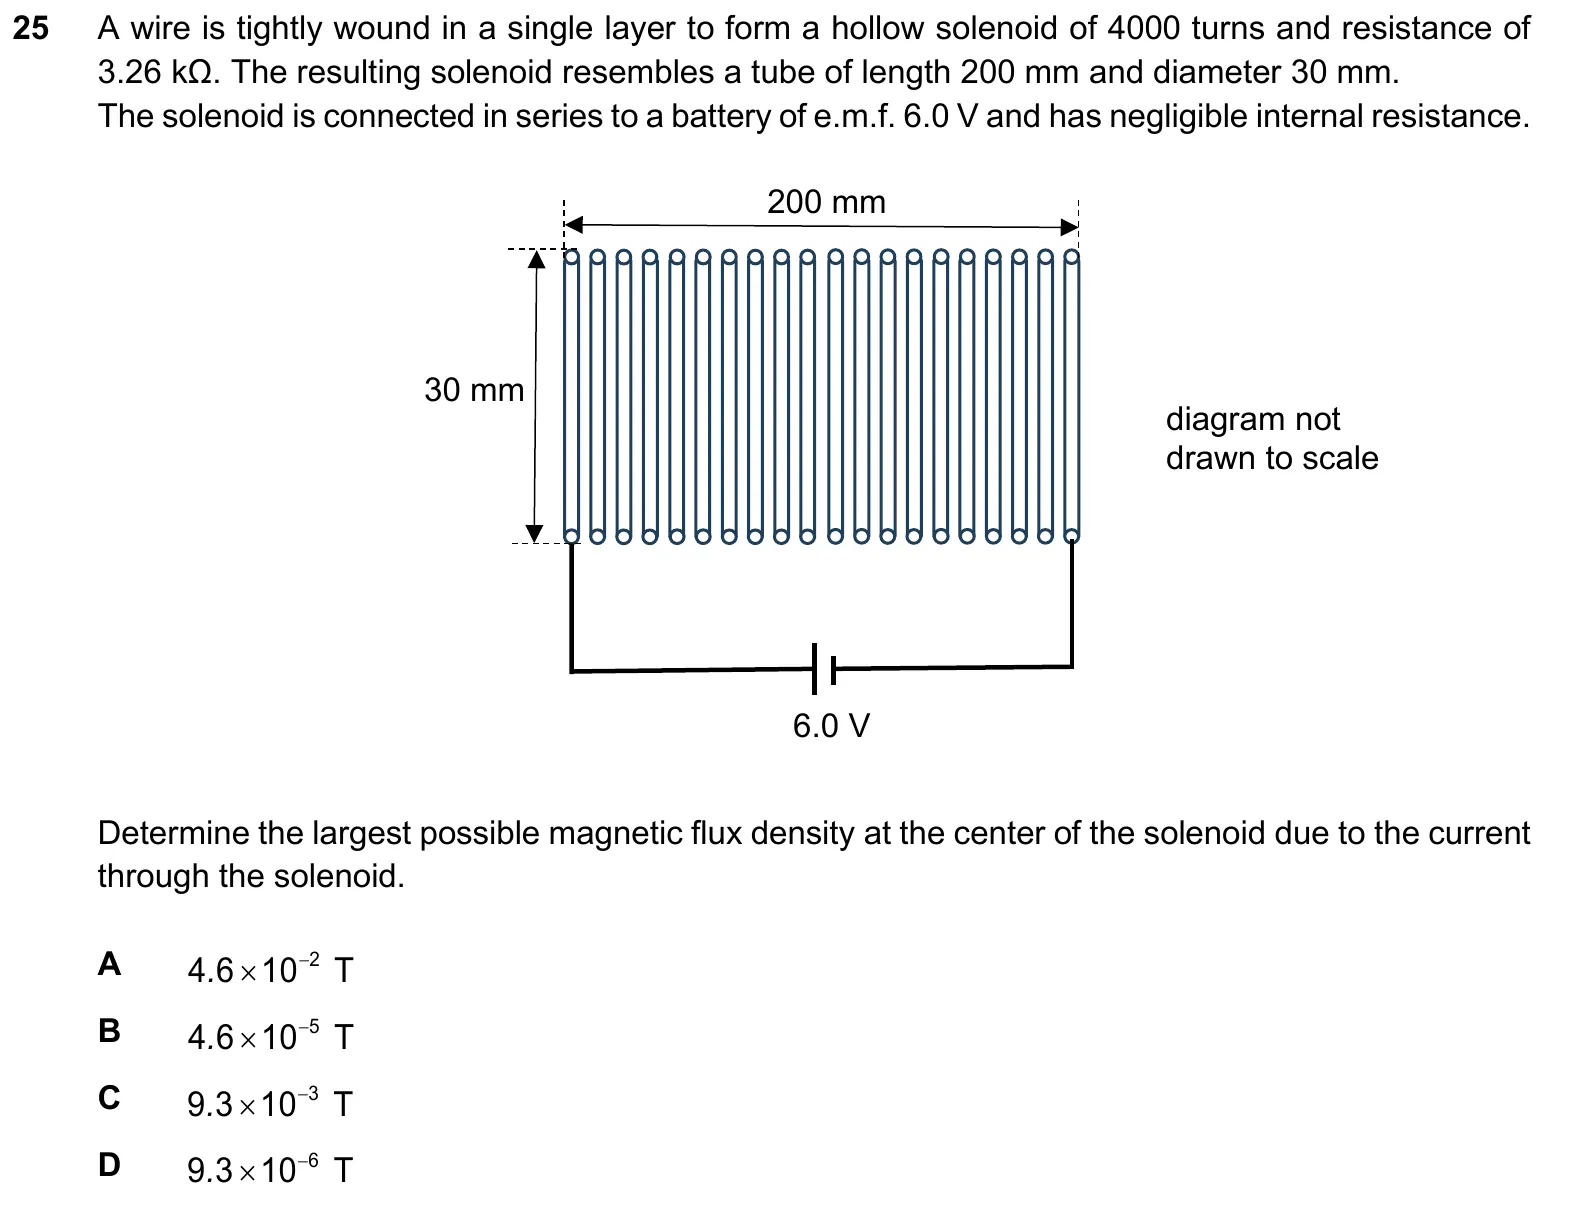 25 A wire is tightly wound in a single layer to form a hollow solenoid of 4000 turns and resistance of
3.26 kΩ. The resulting solenoid resembles a tube of length 200 mm and diameter 30 mm.
The solenoid is connected in series to a battery of e.m.f. 6.0 V and has negligible internal resistance.
200 mm
30 mm
diagram not
drawn to scale
6.0 V
Determine the largest possible magnetic flux density at the center of the solenoid due to the current
through the solenoid.
A 4.6×10⁻² T
B 4.6×10⁻⁵ T
C 9.3×10⁻³ T
D 9.3×10⁻⁶ T